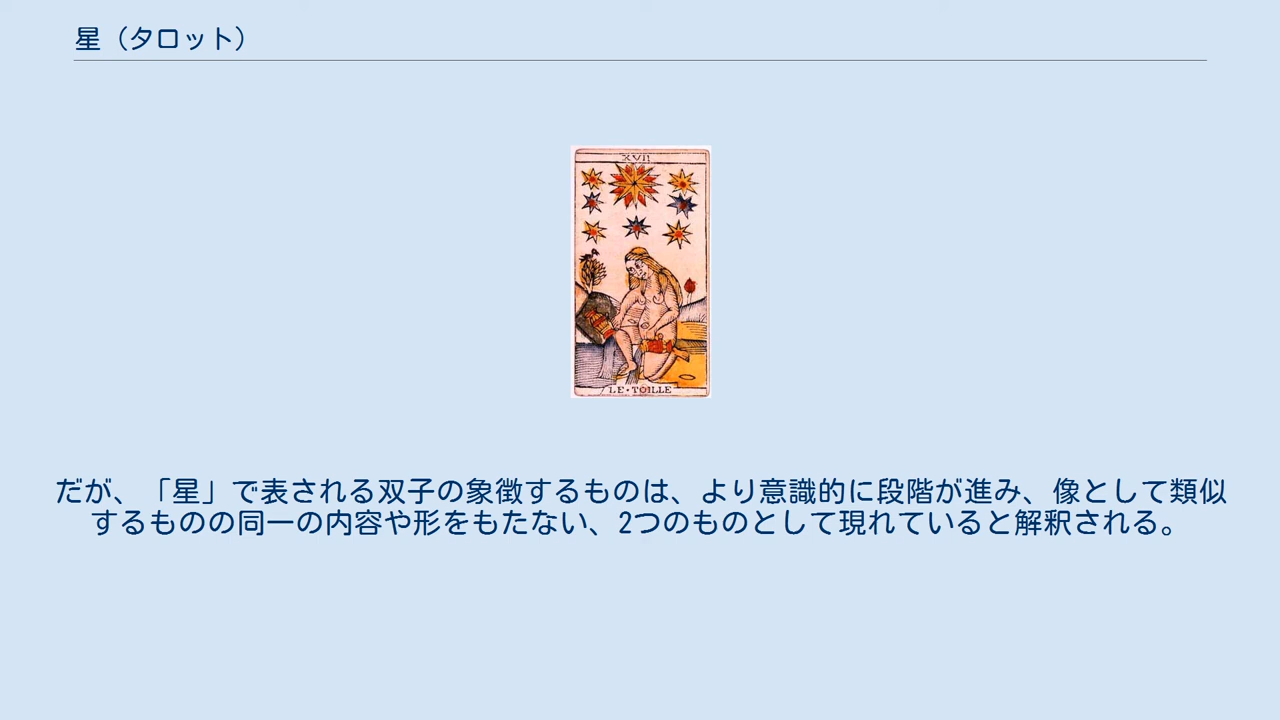 星（タロット）
XVII
LE•TOILLE
だが、「星」で表される双子の象徴するものは、より意識的に段階が進み、像として類似
するものの同一の内容や形をもたない、2つのものとして現れていると解釈される。